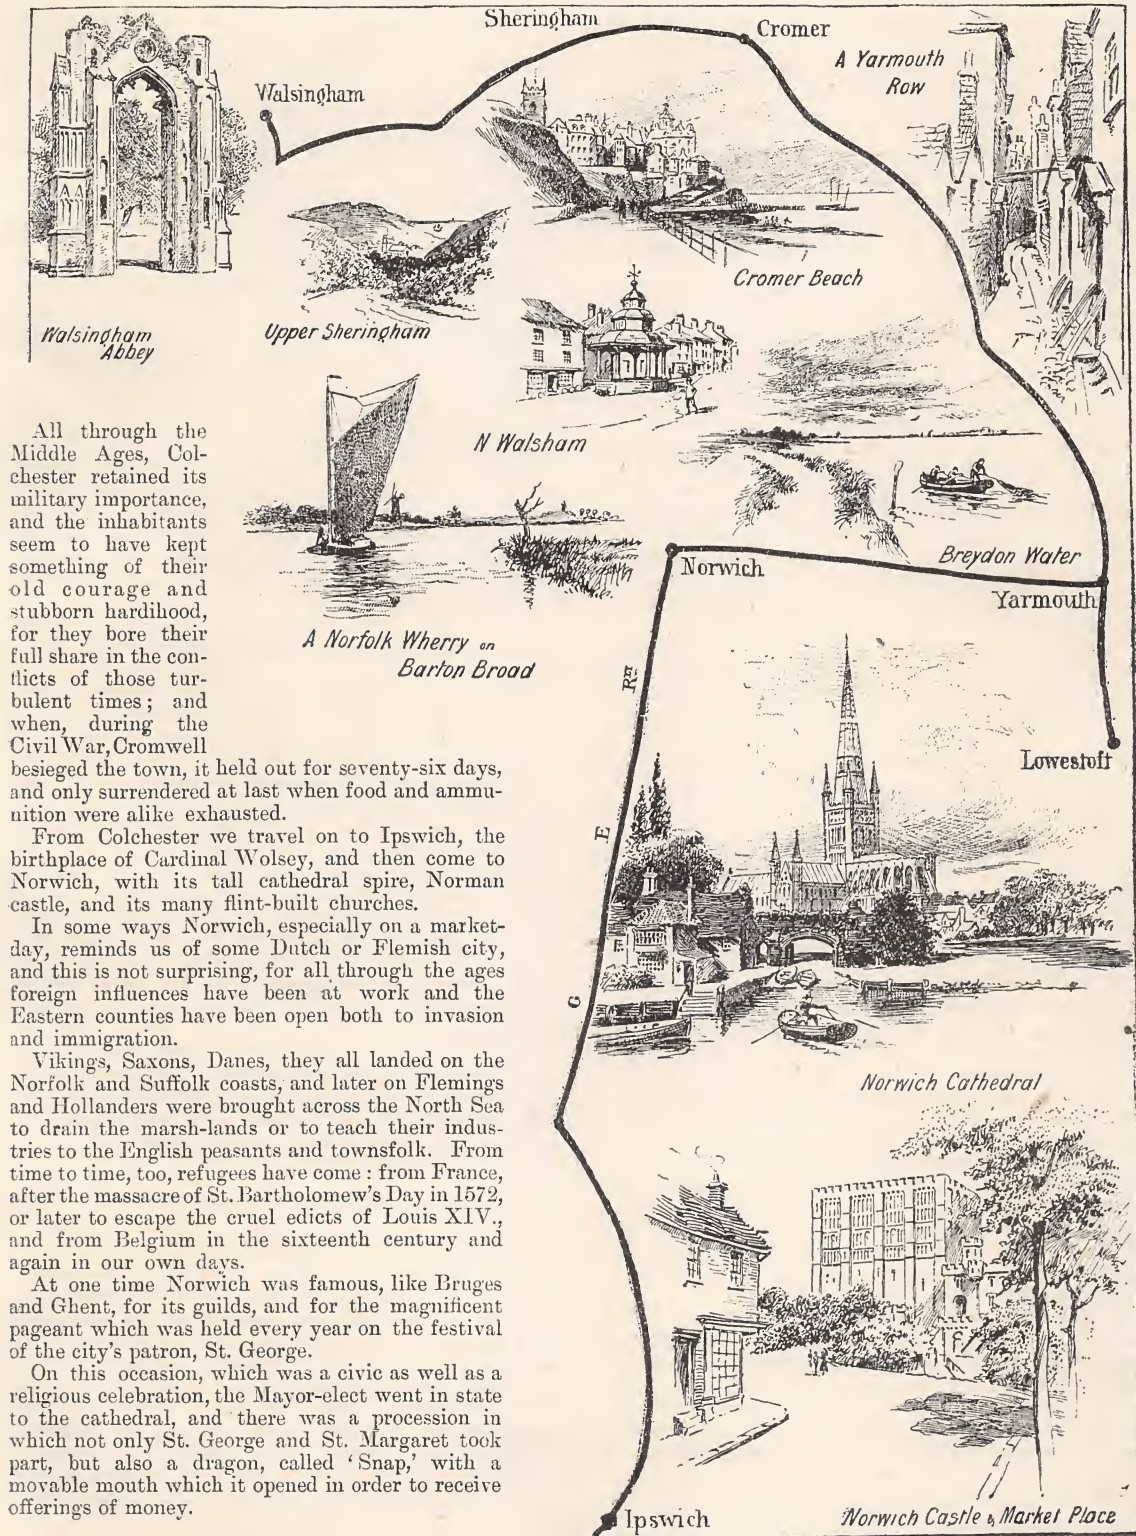 Sheringham
Cromer
A Yarmouth
Row
Walsingham
Cromer Beach
Walsingham
Abbey
Upper Sheringham
N Walsham
Breydon Water
Norwich
Yarmouth
A Norfolk Wherry on
Barton Broad
Lowestoft
G E Rⁿ
Norwich Cathedral
Norwich Castle & Market Place
Ipswich
All through the
Middle Ages, Col-
chester retained its
military importance,
and the inhabitants
seem to have kept
something of their
old courage and
stubborn hardihood,
for they bore their
full share in the con-
flicts of those tur-
bulent times; and
when, during the
Civil War, Cromwell
besieged the town, it held out for seventy-six days,
and only surrendered at last when food and ammu-
nition were alike exhausted.
From Colchester we travel on to Ipswich, the
birthplace of Cardinal Wolsey, and then come to
Norwich, with its tall cathedral spire, Norman
castle, and its many flint-built churches.
In some ways Norwich, especially on a market-
day, reminds us of some Dutch or Flemish city,
and this is not surprising, for all through the ages
foreign influences have been at work and the
Eastern counties have been open both to invasion
and immigration.
Vikings, Saxons, Danes, they all landed on the
Norfolk and Suffolk coasts, and later on Flemings
and Hollanders were brought across the North Sea
to drain the marsh-lands or to teach their indus-
tries to the English peasants and townsfolk. From
time to time, too, refugees have come : from France,
after the massacre of St. Bartholomew's Day in 1572,
or later to escape the cruel edicts of Louis XIV.,
and from Belgium in the sixteenth century and
again in our own days.
At one time Norwich was famous, like Bruges
and Ghent, for its guilds, and for the magnificent
pageant which was held every year on the festival
of the city's patron, St. George.
On this occasion, which was a civic as well as a
religious celebration, the Mayor-elect went in state
to the cathedral, and there was a procession in
which not only St. George and St. Margaret took
part, but also a dragon, called 'Snap,' with a
movable mouth which it opened in order to receive
offerings of money.